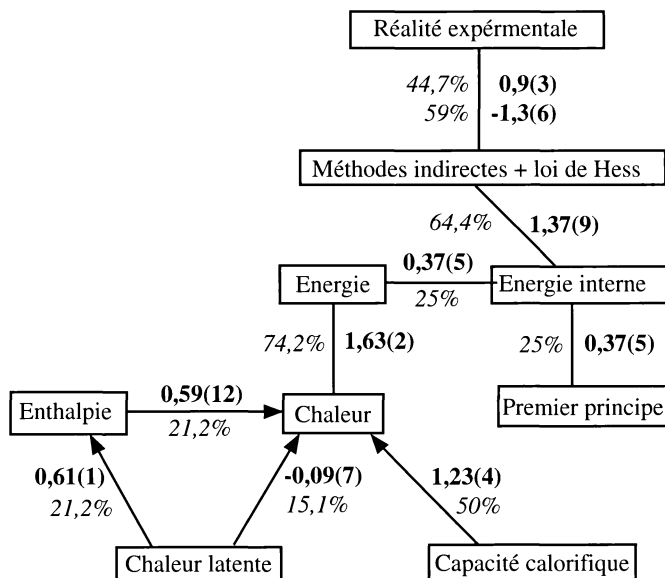 Réalité expérmentale
44,7% 0,9(3)
59% -1,3(6)
Méthodes indirectes + loi de Hess
64,4% 1,37(9)
0,37(5)
Energie
Energie interne
25%
74,2% 1,63(2)
25% 0,37(5)
0,59(12)
Enthalpie
Chaleur
Premier principe
21,2%
0,61(1)
21,2%
-0,09(7)
15,1%
1,23(4)
50%
Chaleur latente
Capacité calorifique